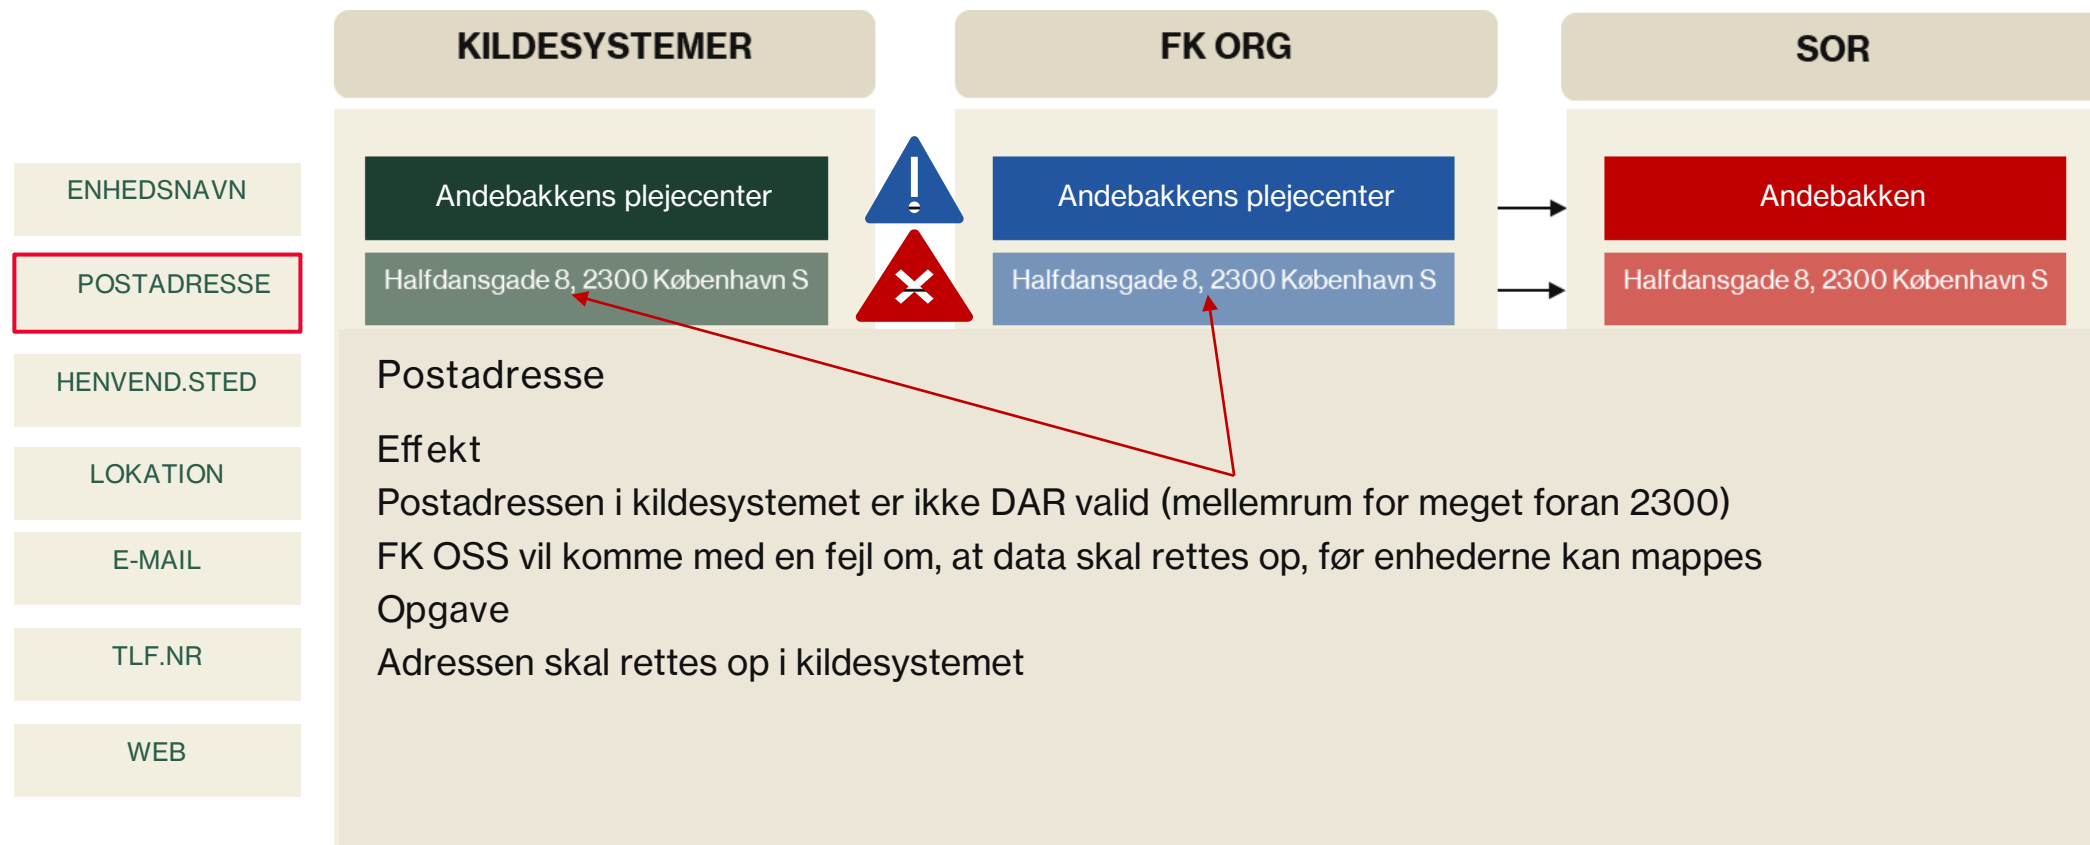 KILDESYSTEMER
FK ORG
SOR
ENHEDSNAVN
Andebakkens plejecenter
Andebakkens plejecenter
Andebakken
POSTADRESSE
Halfdansgade 8, 2300 København S
Halfdansgade 8, 2300 København S
Halfdansgade 8, 2300 København S
HENVEND.STED
LOKATION
E-MAIL
TLF.NR
WEB
Postadresse
Effekt
Postadressen i kildesystemet er ikke DAR valid (mellemrum for meget foran 2300)
FK OSS vil komme med en fejl om, at data skal rettes op, før enhederne kan mappes
Opgave
Adressen skal rettes op i kildesystemet